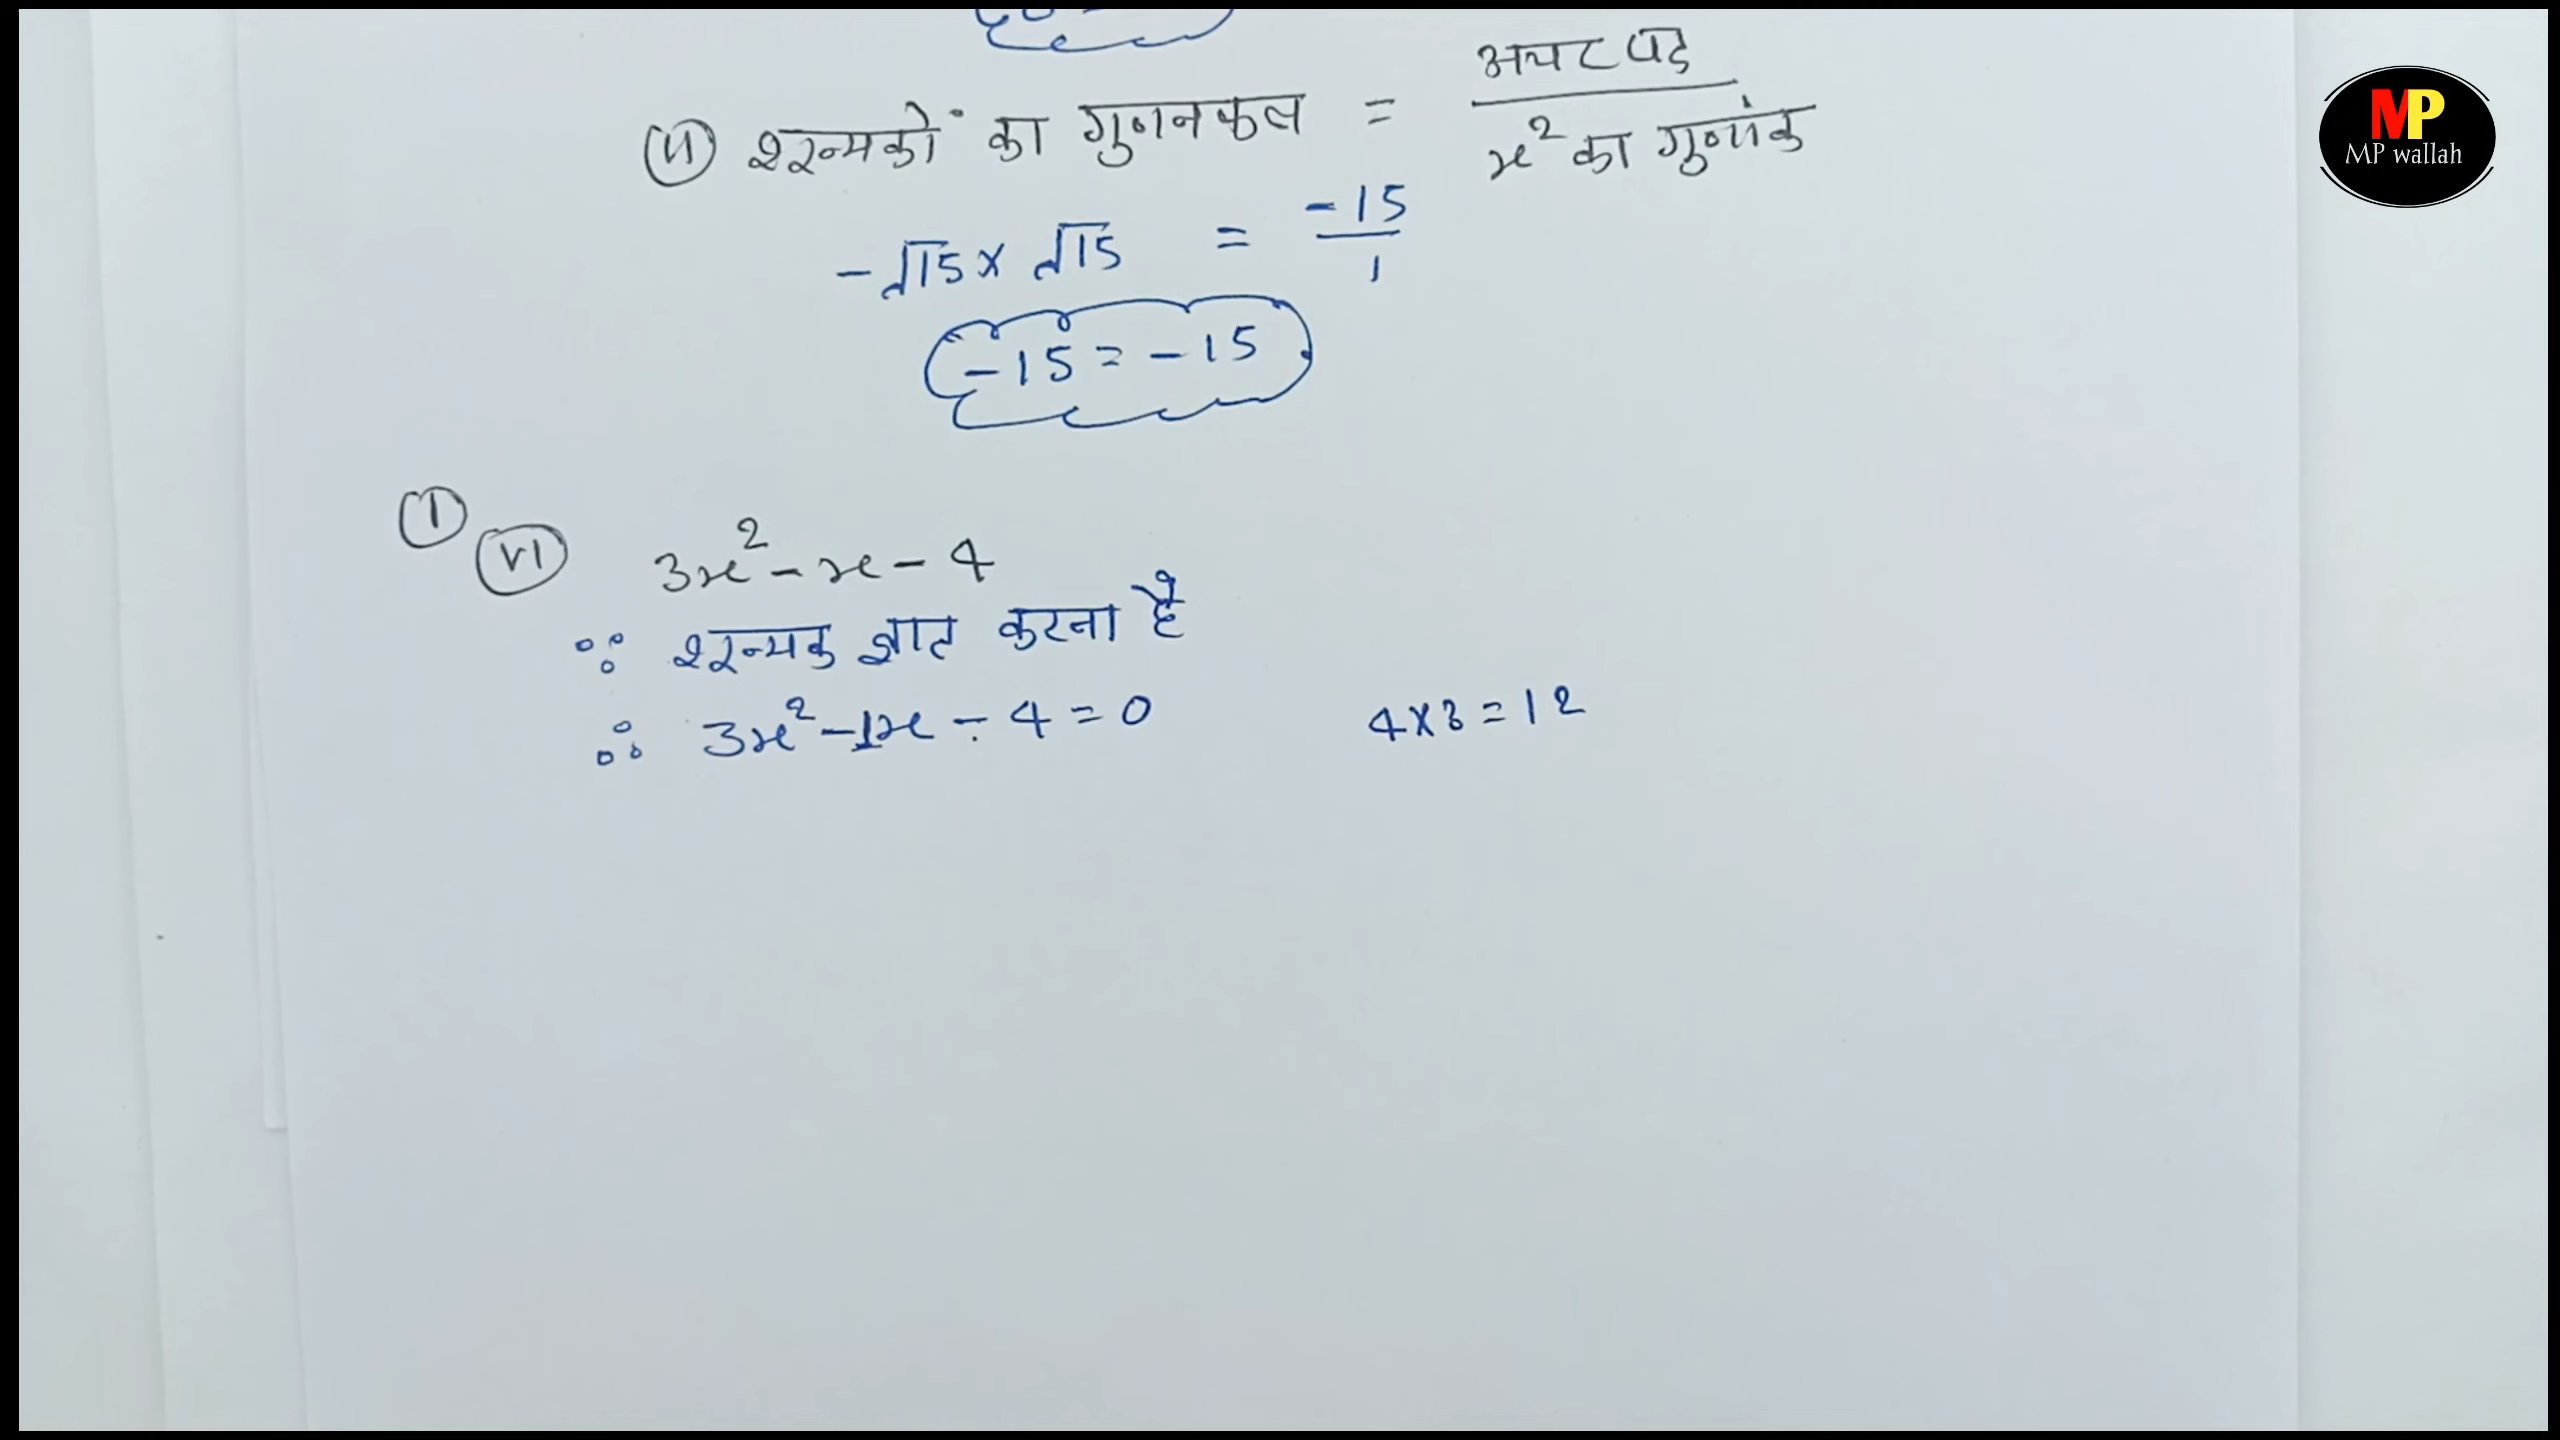 अचर पद
(ii) शून्यकों का गुणनफल = ―――
x² का गुणांक
MP
MP wallah
-√15 × √15 = -15/1
-15 = -15
(1)
(vi) 3x² - x - 4
∵ शून्यक ज्ञात करना है
∴ 3x² - 1x - 4 = 0
4×3 = 12